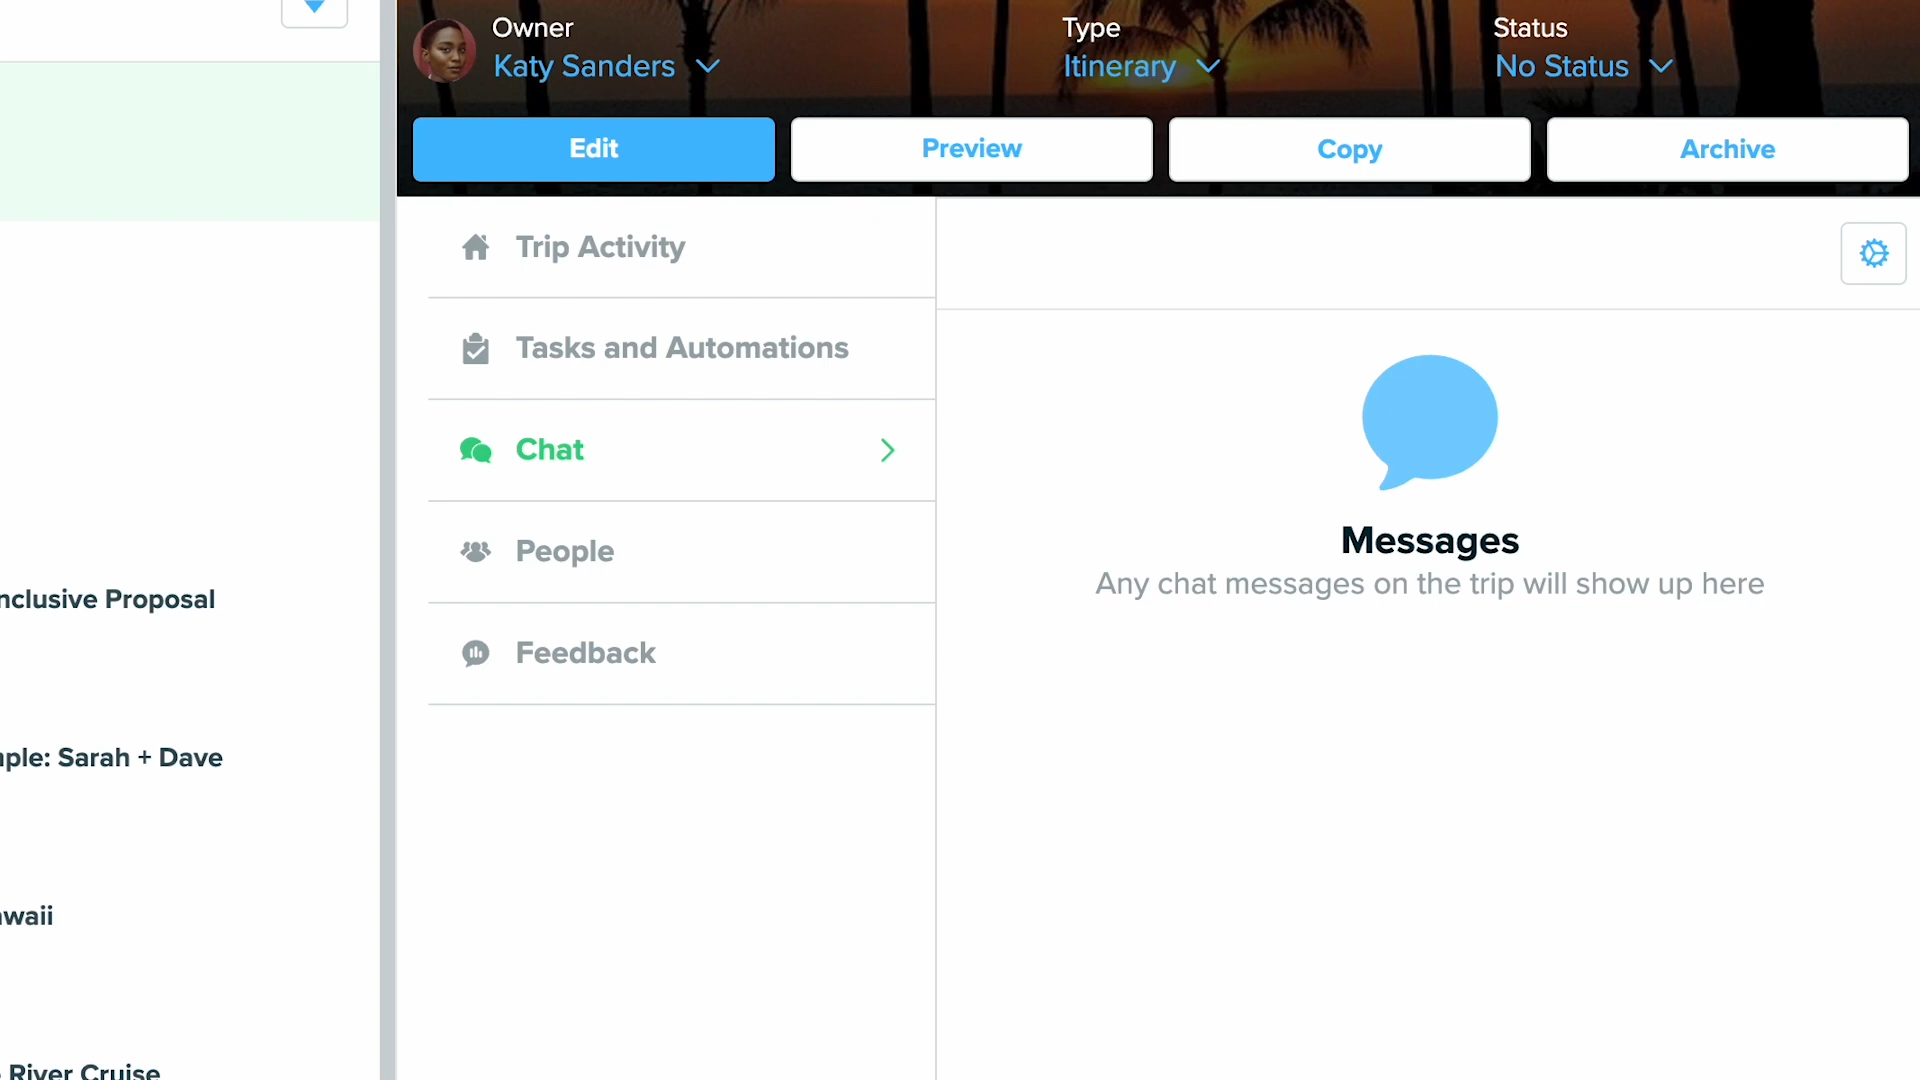 Owner
Katy Sanders
Type
Itinerary
Status
No Status
Edit
Preview
Copy
Archive
Trip Activity
Tasks and Automations
Chat
People
Feedback
Messages
Any chat messages on the trip will show up here
nclusive Proposal
ple: Sarah + Dave
waii
River Cruise